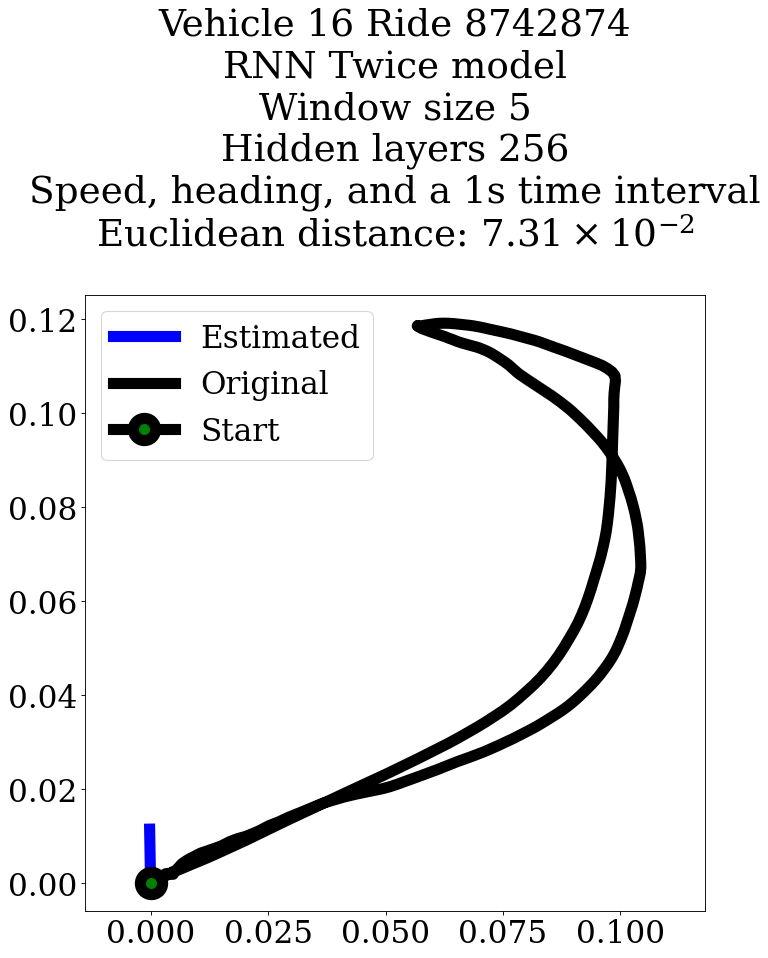 Vehicle 16 Ride 8742874
RNN Twice model
Window size 5
Hidden layers 256
Speed, heading, and a 1s time interval
Euclidean distance: 7.31 × 10⁻²
Estimated
Original
Start
0.12
0.10
0.08
0.06
0.04
0.02
0.00
0.000 0.025 0.050 0.075 0.100